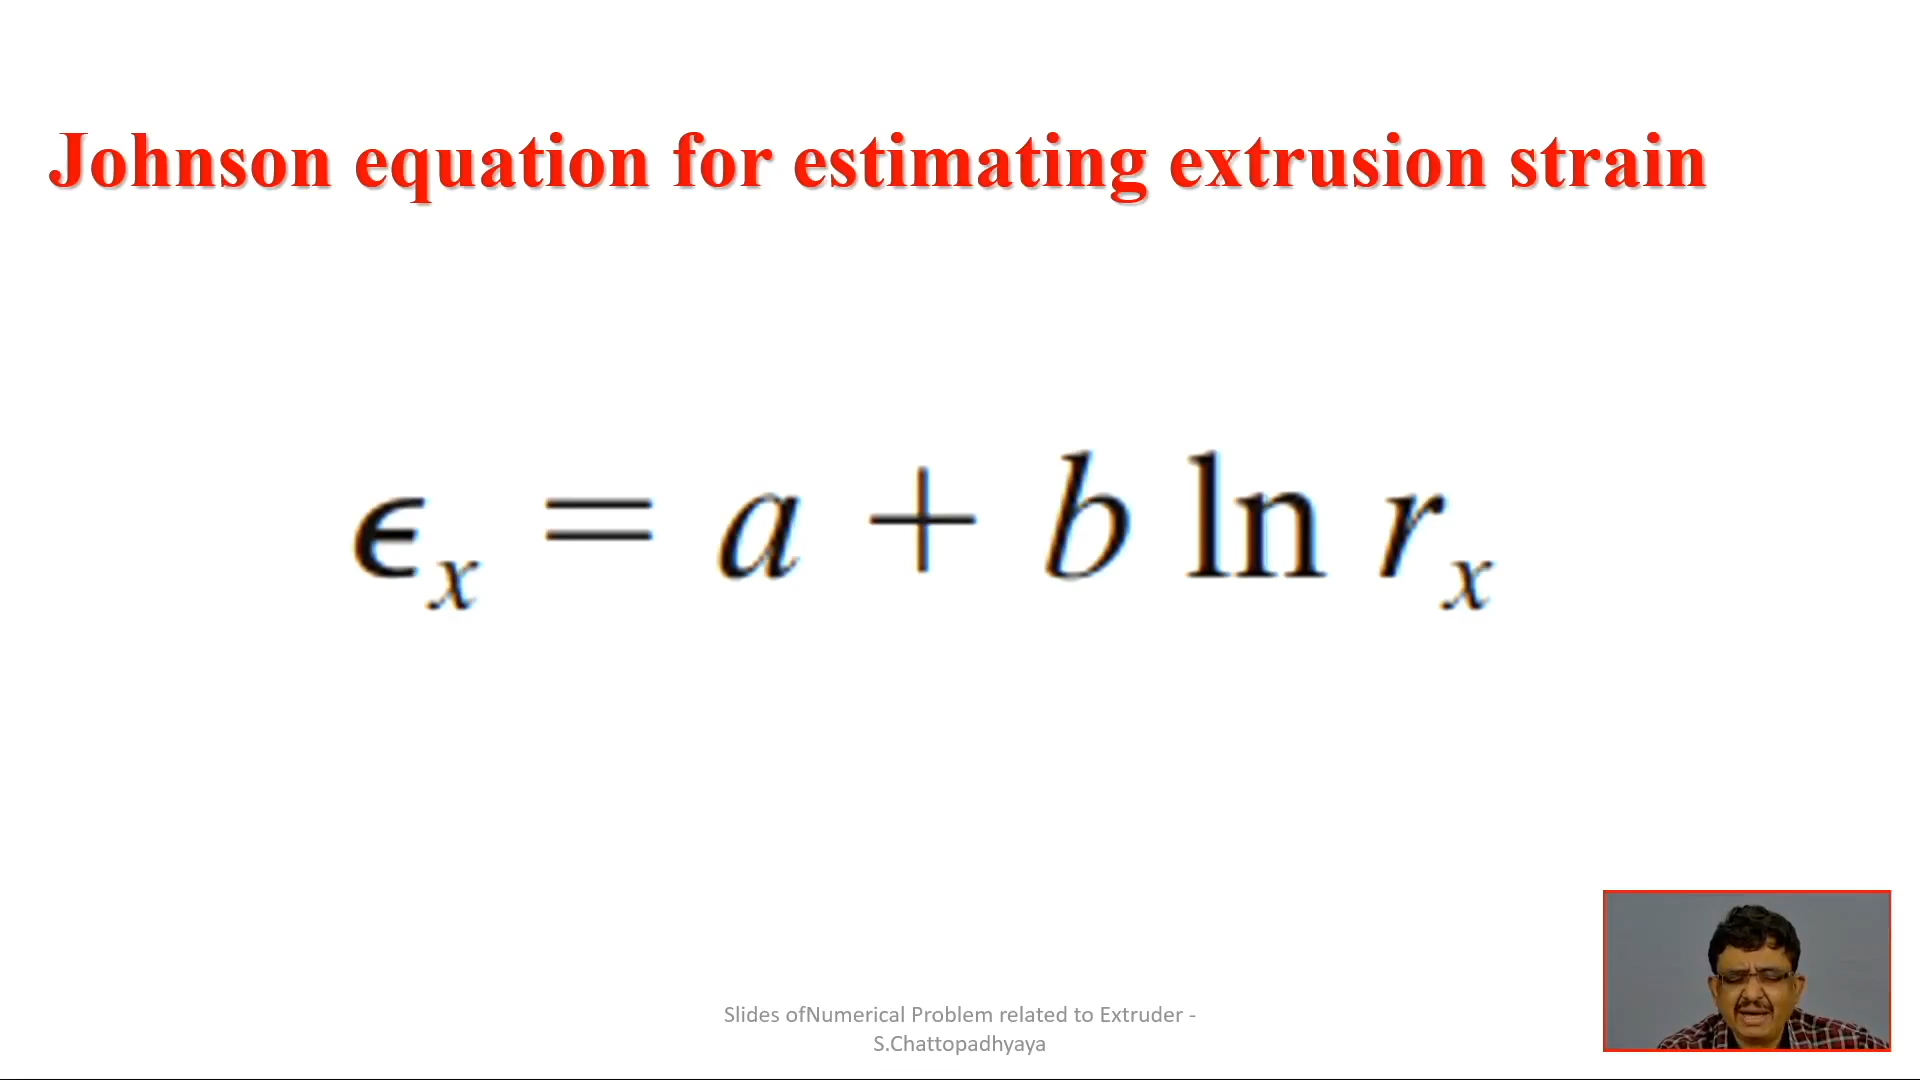 Johnson equation for estimating extrusion strain
ϵₓ = a + b ln rₓ
Slides ofNumerical Problem related to Extruder -
S.Chattopadhyaya